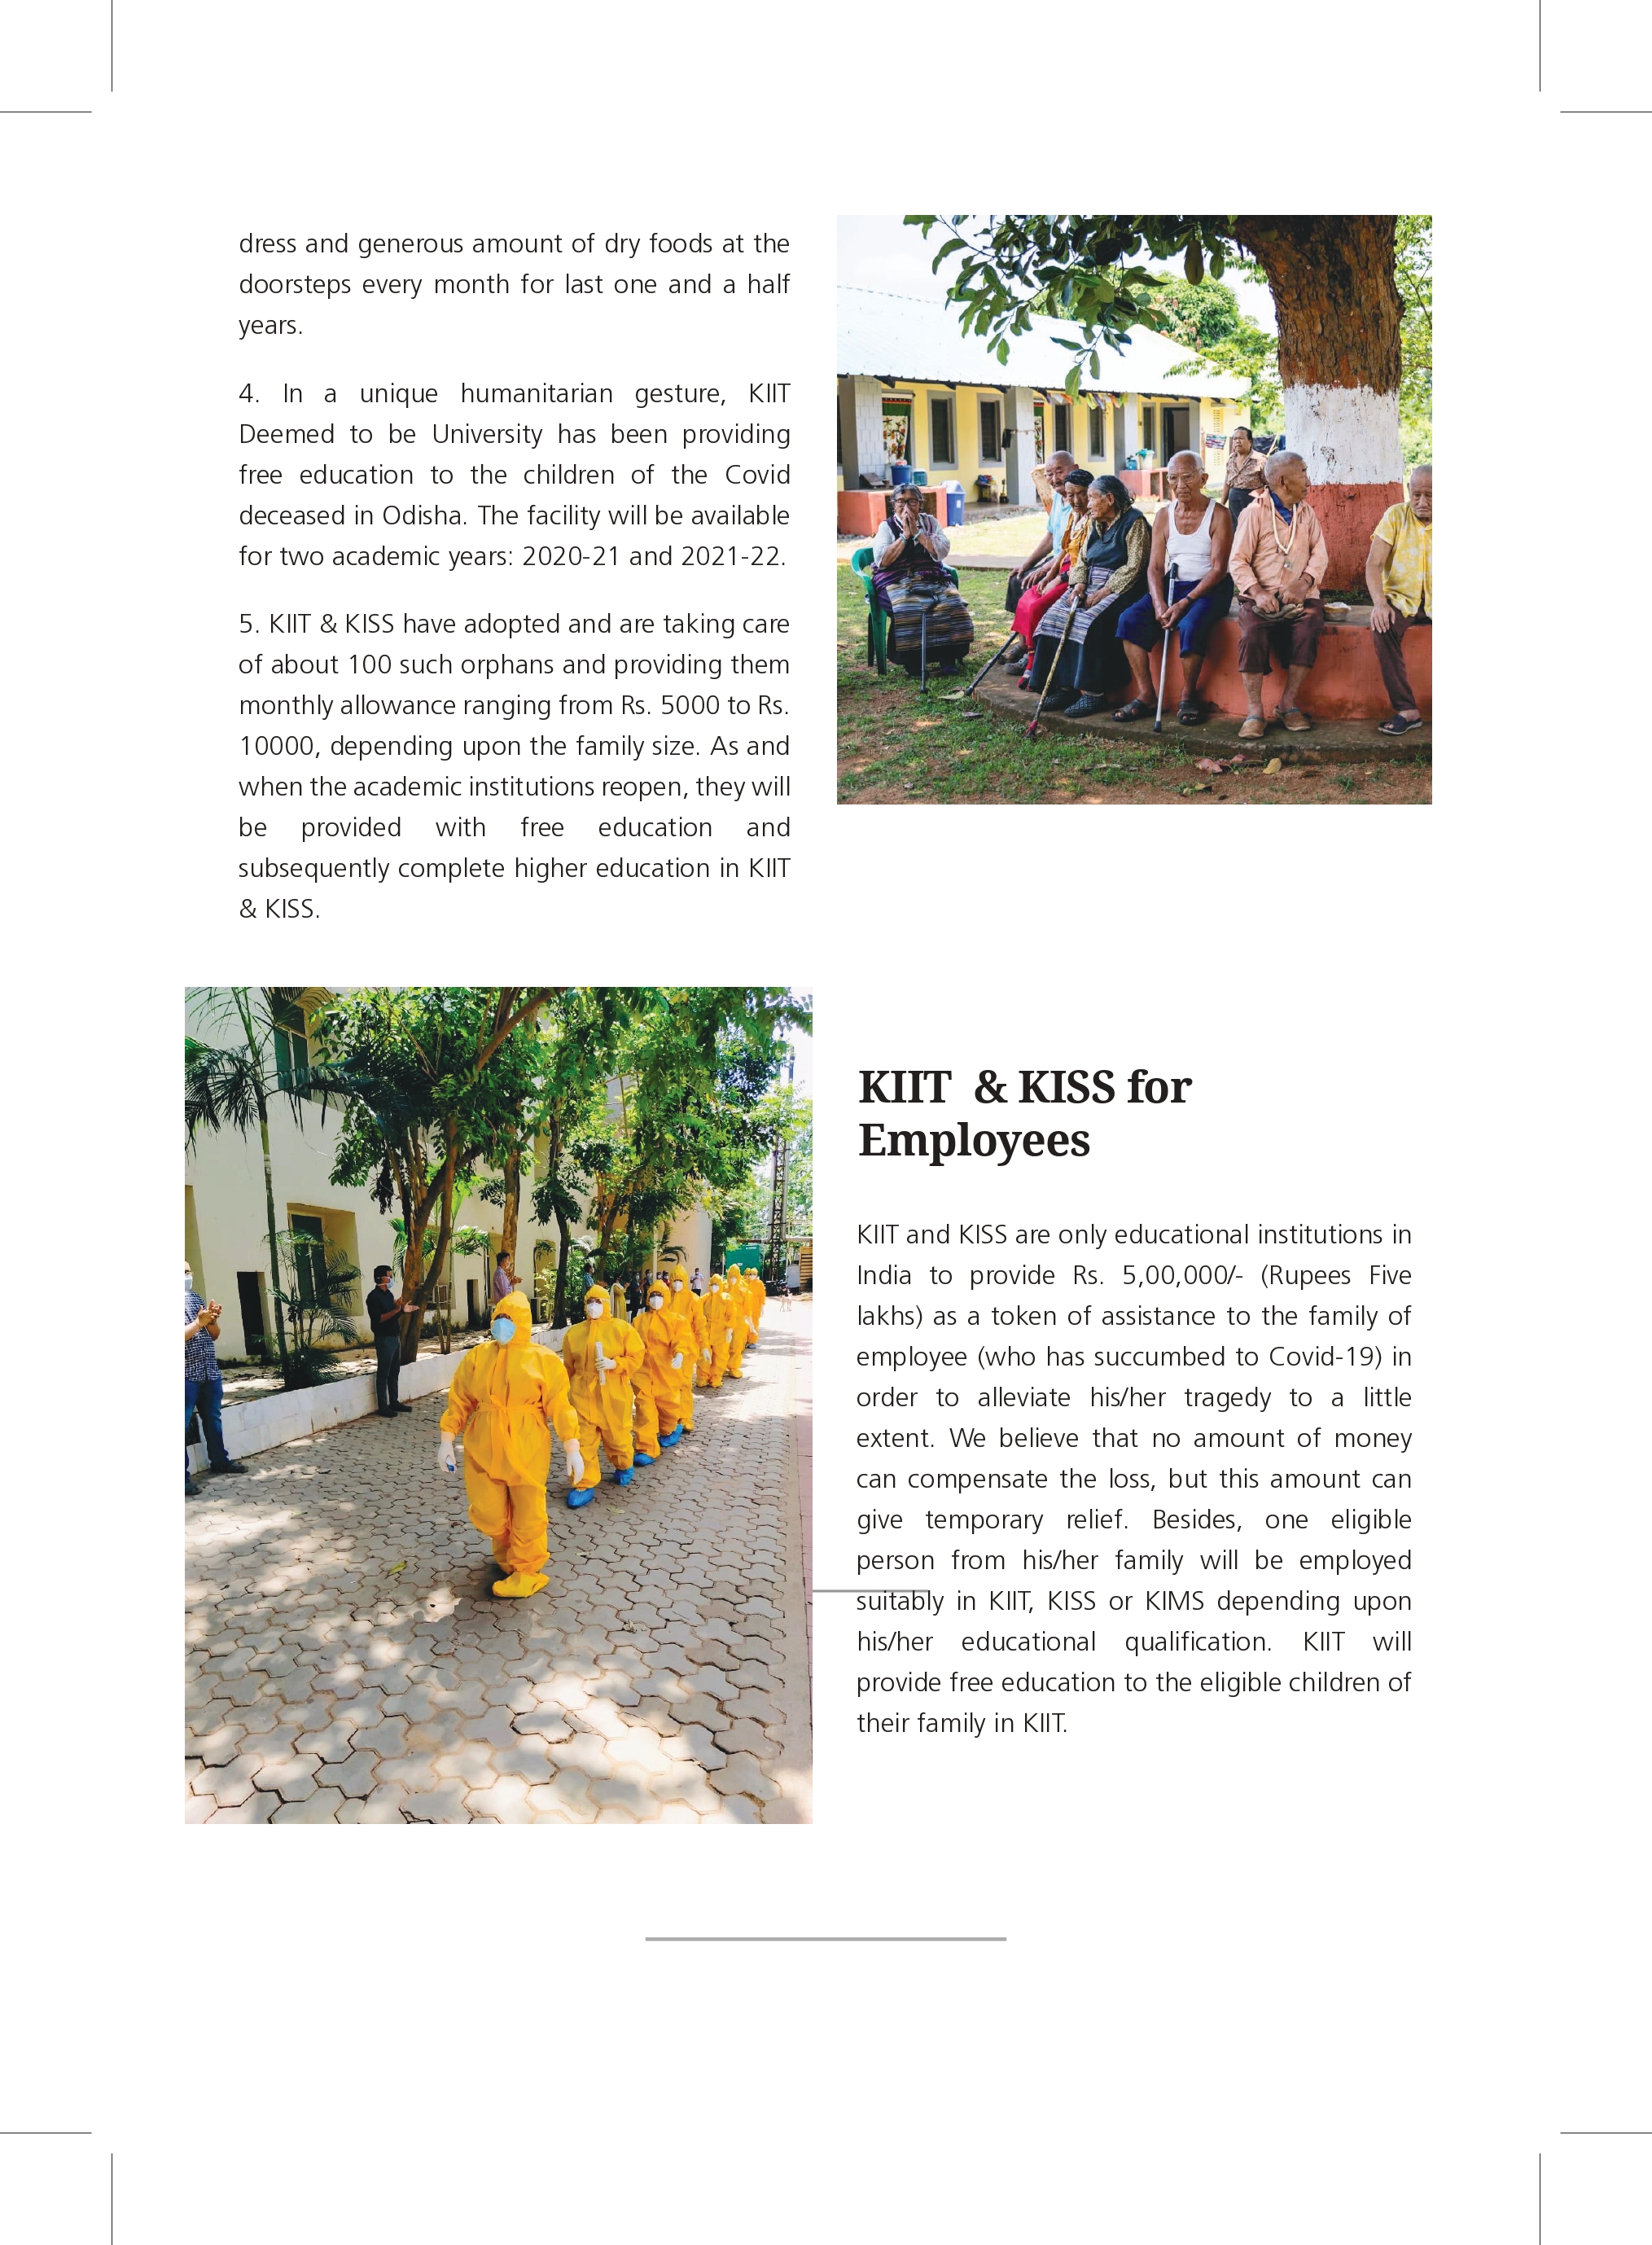 dress and generous amount of dry foods at the
doorsteps every month for last one and a half
years.
4. In a unique humanitarian gesture, KIIT
Deemed to be University has been providing
free education to the children of the Covid
deceased in Odisha. The facility will be available
for two academic years: 2020-21 and 2021-22.
5. KIIT & KISS have adopted and are taking care
of about 100 such orphans and providing them
monthly allowance ranging from Rs. 5000 to Rs.
10000, depending upon the family size. As and
when the academic institutions reopen, they will
be provided with free education and
subsequently complete higher education in KIIT
& KISS.
KIIT & KISS for
Employees
KIIT and KISS are only educational institutions in
India to provide Rs. 5,00,000/- (Rupees Five
lakhs) as a token of assistance to the family of
employee (who has succumbed to Covid-19) in
order to alleviate his/her tragedy to a little
extent. We believe that no amount of money
can compensate the loss, but this amount can
give temporary relief. Besides, one eligible
person from his/her family will be employed
suitably in KIIT, KISS or KIMS depending upon
his/her educational qualification. KIIT will
provide free education to the eligible children of
their family in KIIT.